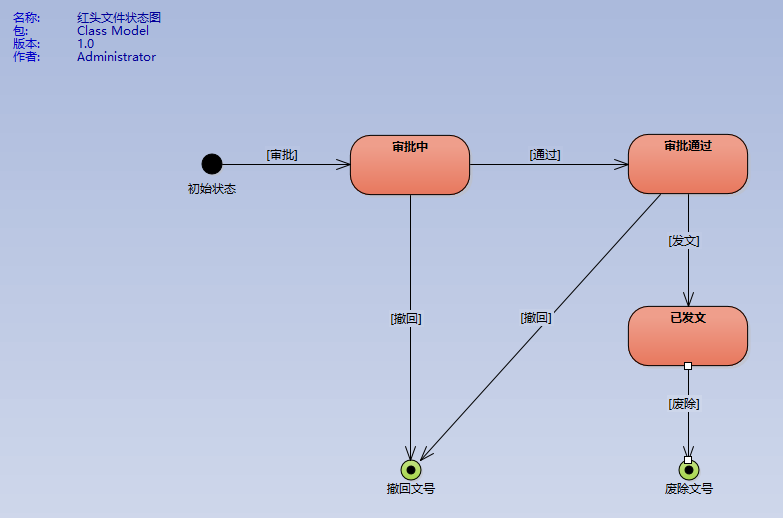 名称: 红头文件状态图
包: Class Model
版本: 1.0
作者: Administrator
[审批]
审批中
[通过]
审批通过
初始状态
[发文]
[撤回]
[撤回]
已发文
[废除]
撤回文号
废除文号